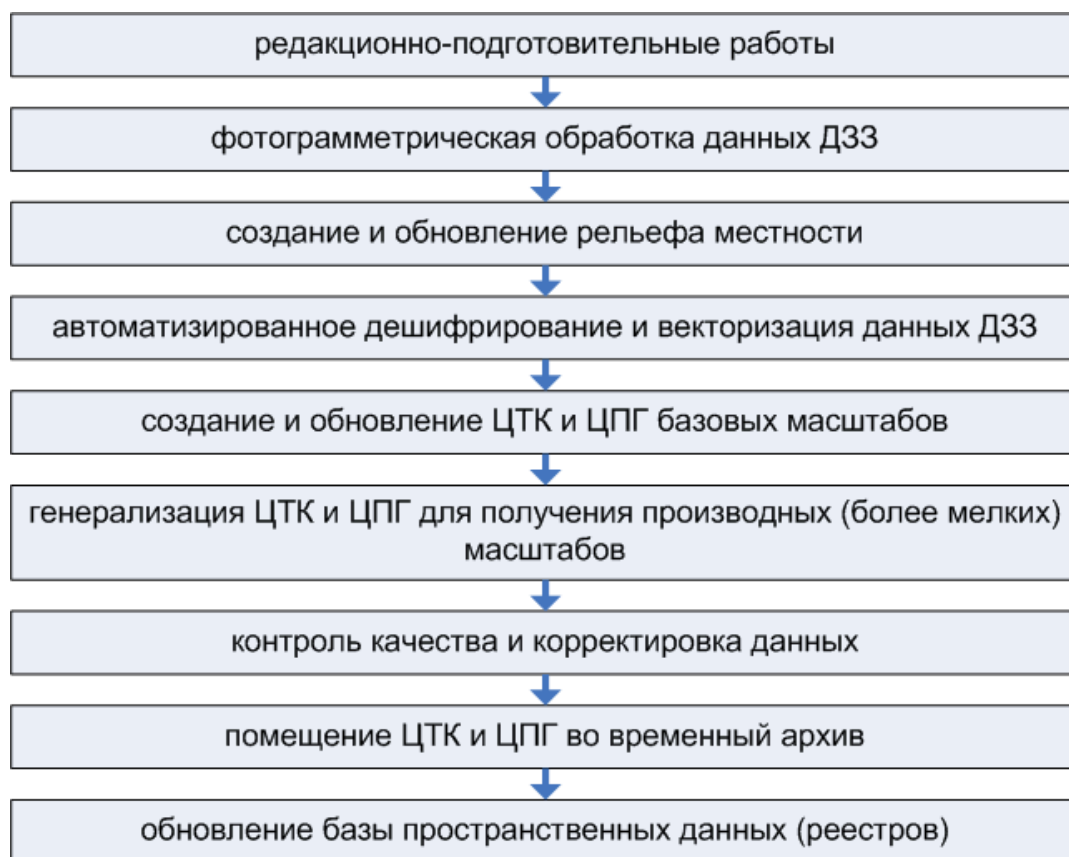 редакционно-подготовительные работы
фотограмметрическая обработка данных ДЗЗ
создание и обновление рельефа местности
автоматизированное дешифрирование и векторизация данных ДЗЗ
создание и обновление ЦТК и ЦПГ базовых масштабов
генерализация ЦТК и ЦПГ для получения производных (более мелких)
масштабов
контроль качества и корректировка данных
помещение ЦТК и ЦПГ во временный архив
обновление базы пространственных данных (реестров)